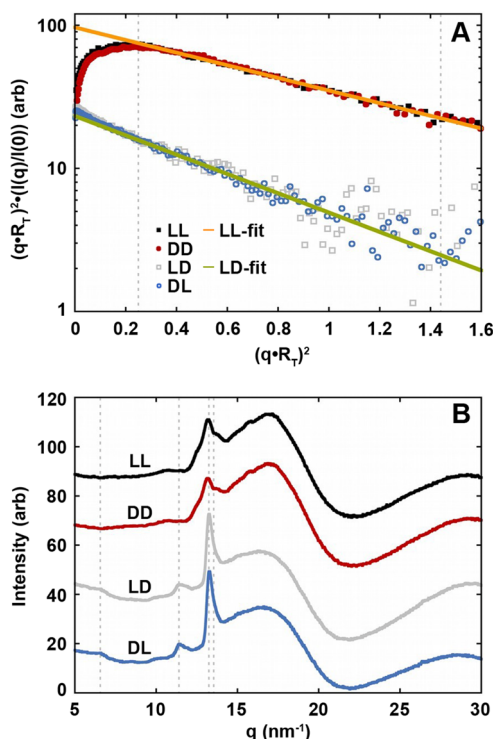 A
(q•R_T)²•(I(q)/I(0)) (arb)
100
10
1
LL LL-fit
DD
LD LD-fit
DL
0 0.2 0.4 0.6 0.8 1 1.2 1.4 1.6
(q•R_T)²
B
Intensity (arb)
120
100
80
60
40
20
0
LL
DD
LD
DL
5 10 15 20 25 30
q (nm⁻¹)